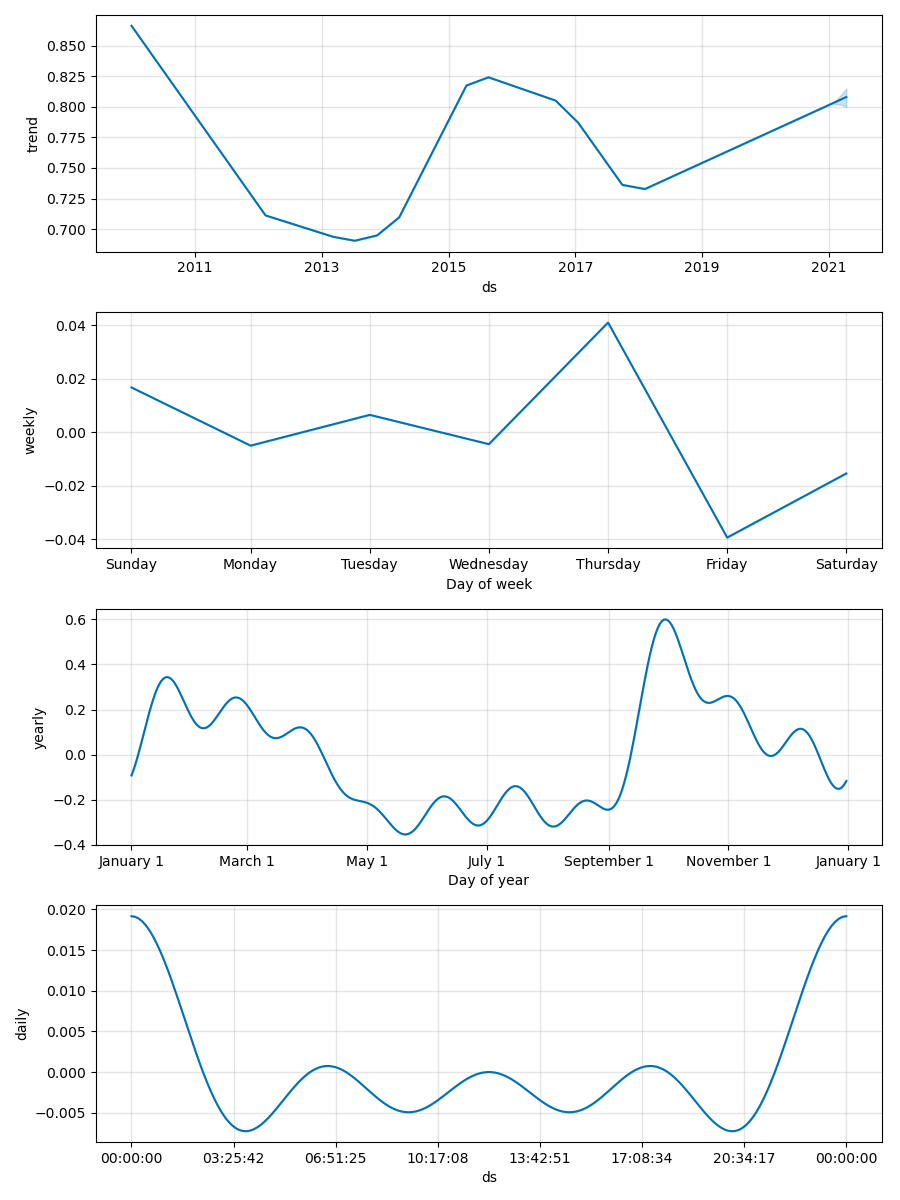 0.850
0.825
0.800
0.775
0.750
0.725
0.700
trend
2011 2013 2015 2017 2019 2021
ds
0.04
0.02
0.00
−0.02
−0.04
weekly
Sunday Monday Tuesday Wednesday Thursday Friday Saturday
Day of week
0.6
0.4
0.2
0.0
−0.2
−0.4
yearly
January 1 March 1 May 1 July 1 September 1 November 1 January 1
Day of year
0.020
0.015
0.010
0.005
0.000
−0.005
daily
00:00:00 03:25:42 06:51:25 10:17:08 13:42:51 17:08:34 20:34:17 00:00:00
ds